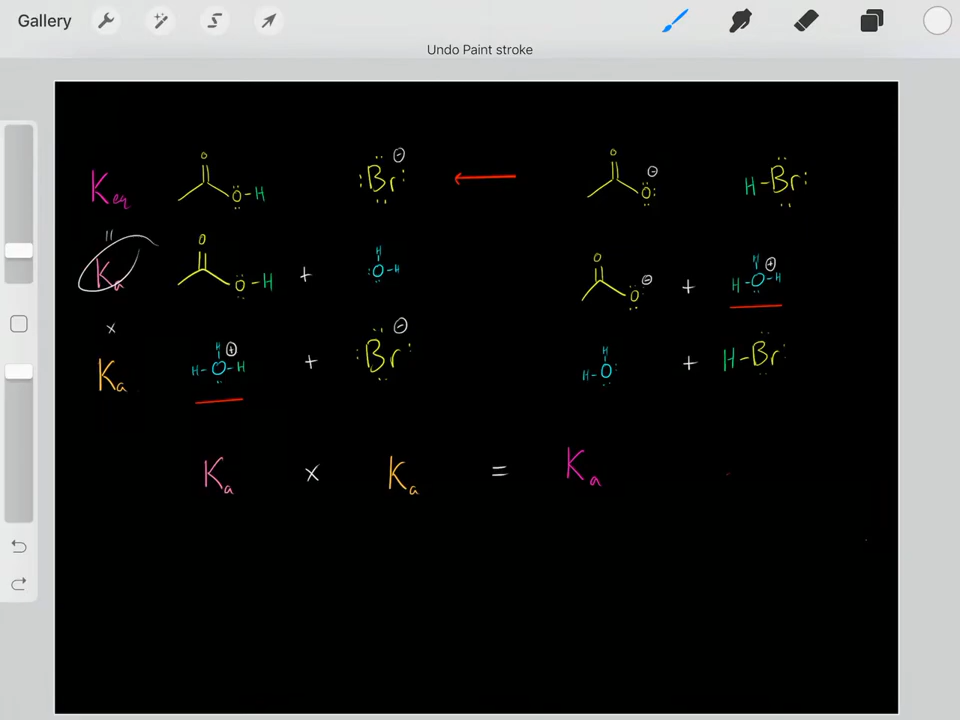 Gallery
Undo Paint stroke
Keq O :Br: ⊖ O ⊖ H-Br:
O-H O:
=
Ka O H O H
O-H + :O-H O ⊖ + H-O-H ⊕
×
Ka H-O-H H ⊕ + :Br: ⊖ H-O: H + H-Br:
Ka × Ka = Ka